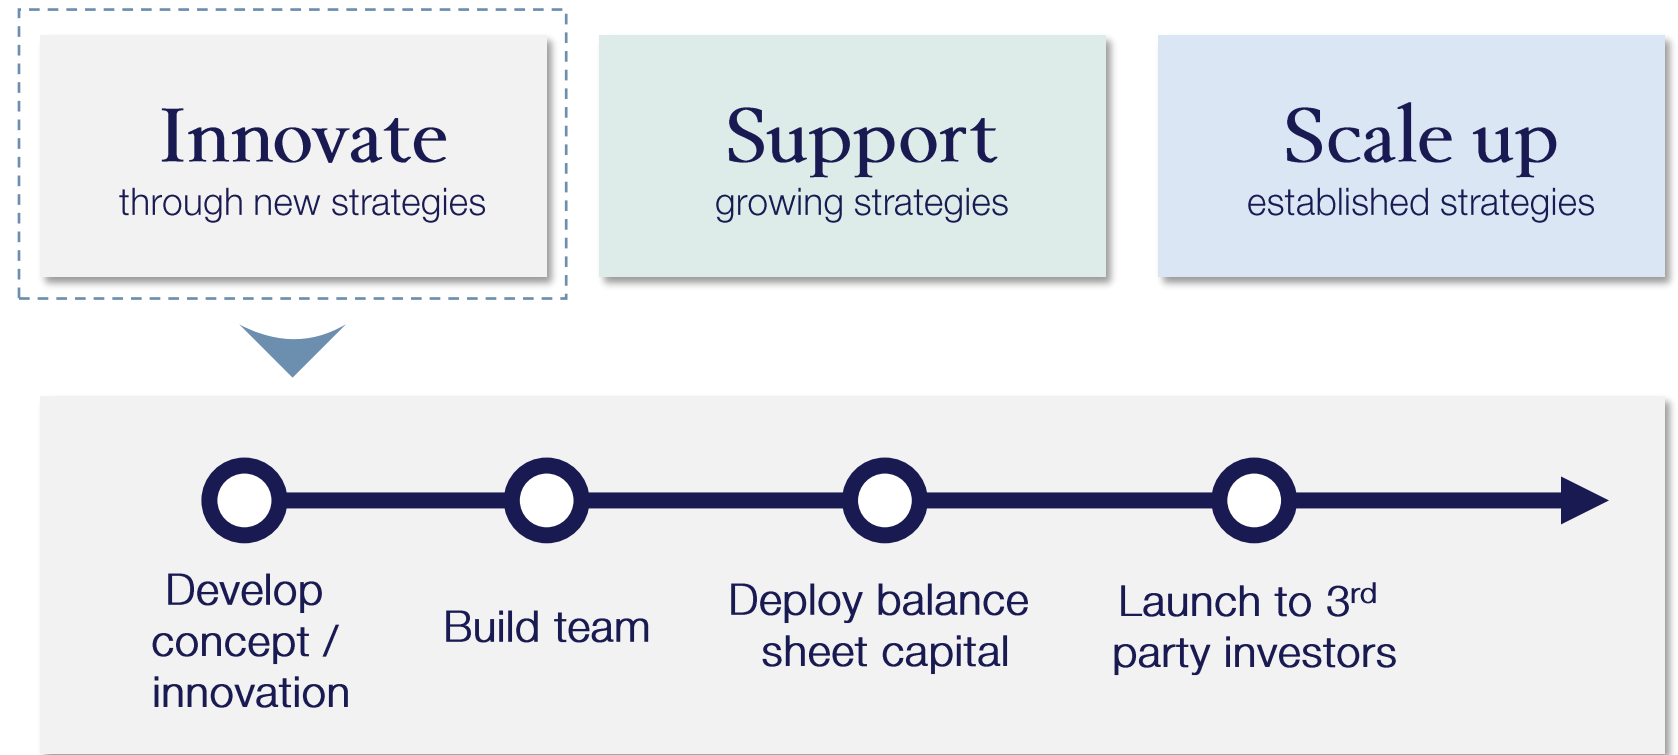 Innovate
through new strategies
Support
growing strategies
Scale up
established strategies
Develop
concept /
innovation
Build team
Deploy balance
sheet capital
Launch to 3rd
party investors